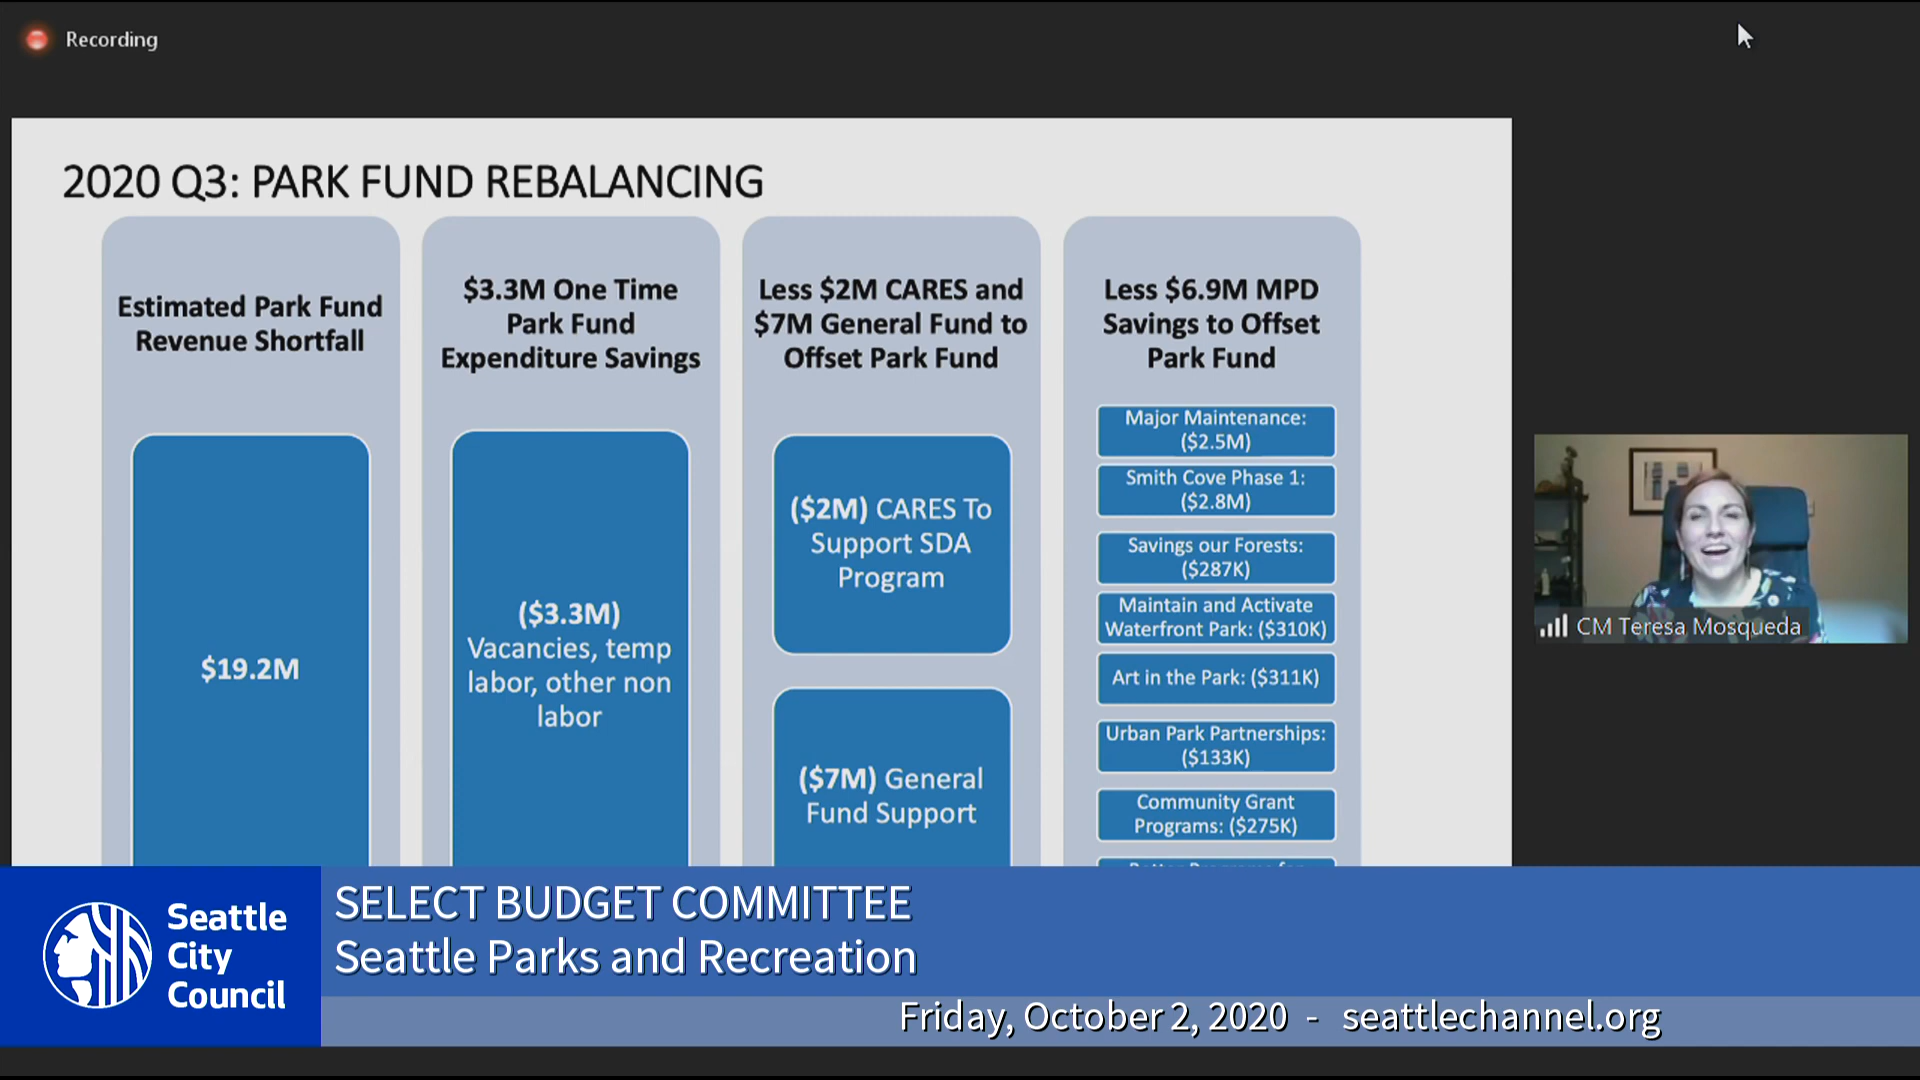 Recording
2020 Q3: PARK FUND REBALANCING
Estimated Park Fund
Revenue Shortfall
$19.2M
$3.3M One Time
Park Fund
Expenditure Savings
($3.3M)
Vacancies, temp
labor, other non
labor
Less $2M CARES and
$7M General Fund to
Offset Park Fund
($2M) CARES To
Support SDA
Program
($7M) General
Fund Support
Less $6.9M MPD
Savings to Offset
Park Fund
Major Maintenance:
($2.5M)
Smith Cove Phase 1:
($2.8M)
Savings our Forests:
($287K)
Maintain and Activate
Waterfront Park: ($310K)
Art in the Park: ($311K)
Urban Park Partnerships:
($133K)
Community Grant
Programs: ($275K)
CM Teresa Mosqueda
Seattle
City
Council
SELECT BUDGET COMMITTEE
Seattle Parks and Recreation
Friday, October 2, 2020 - seattlechannel.org